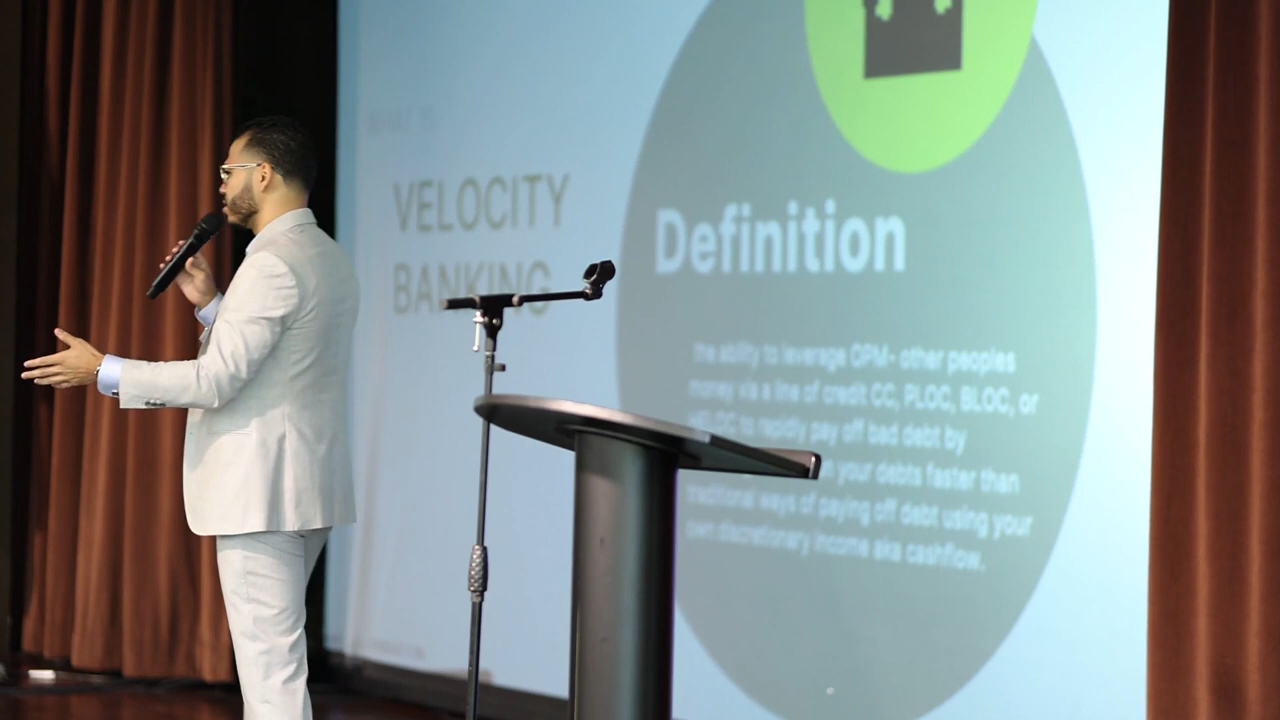 WHAT IS
VELOCITY
BANKING
Definition
the ability to leverage OPM- other peoples
money via a line of credit CC, PLOC, BLOC, or
to rapidly pay off bad debt by
your debts faster than
traditional ways of paying off debt using your
own discretionary income aka cashflow.